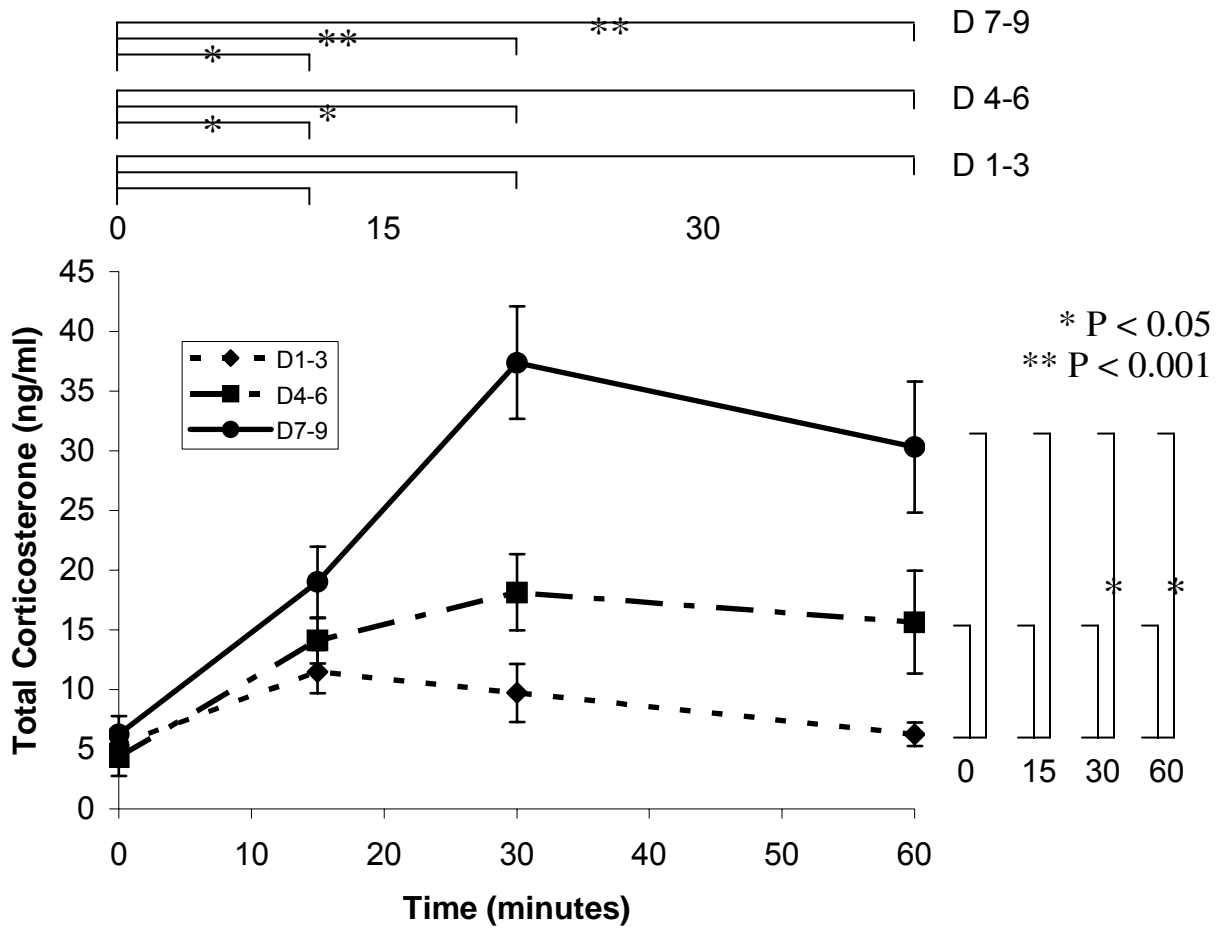 ** D 7-9
**
*
D 4-6
*
*
D 1-3
0 15 30
45
40
35
30
25
20
15
10
5
0
Total Corticosterone (ng/ml)
D1-3
D4-6
D7-9
* P < 0.05
** P < 0.001
* *
0 15 30 60
0 10 20 30 40 50 60
Time (minutes)